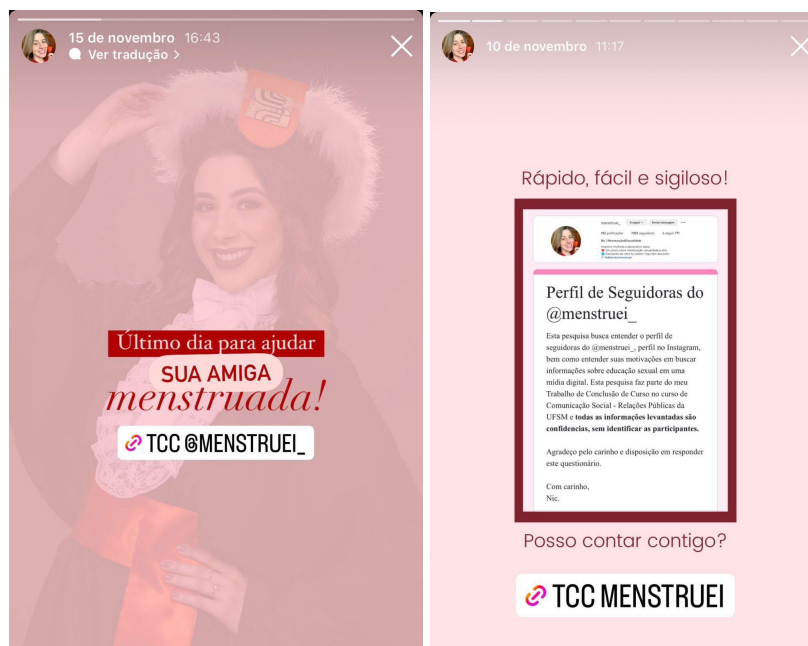 15 de novembro 16:43
Ver tradução >
Último dia para ajudar
SUA AMIGA
menstruada!
TCC @MENSTRUEI_
10 de novembro 11:17
Rápido, fácil e sigiloso!
Perfil de Seguidoras do
@menstruei_
Esta pesquisa busca entender o perfil de
seguidoras do @menstruei_, perfil no Instagram,
bem como entender suas motivações em buscar
informações sobre educação sexual em uma
mídia digital. Esta pesquisa faz parte do meu
Trabalho de Conclusão de Curso no curso de
Comunicação Social - Relações Públicas da
UFSM e todas as informações levantadas são
confidencias, sem identificar as participantes.
Agradeço pelo carinho e disposição em responder
este questionário.
Com carinho,
Nic.
Posso contar contigo?
TCC MENSTRUEI